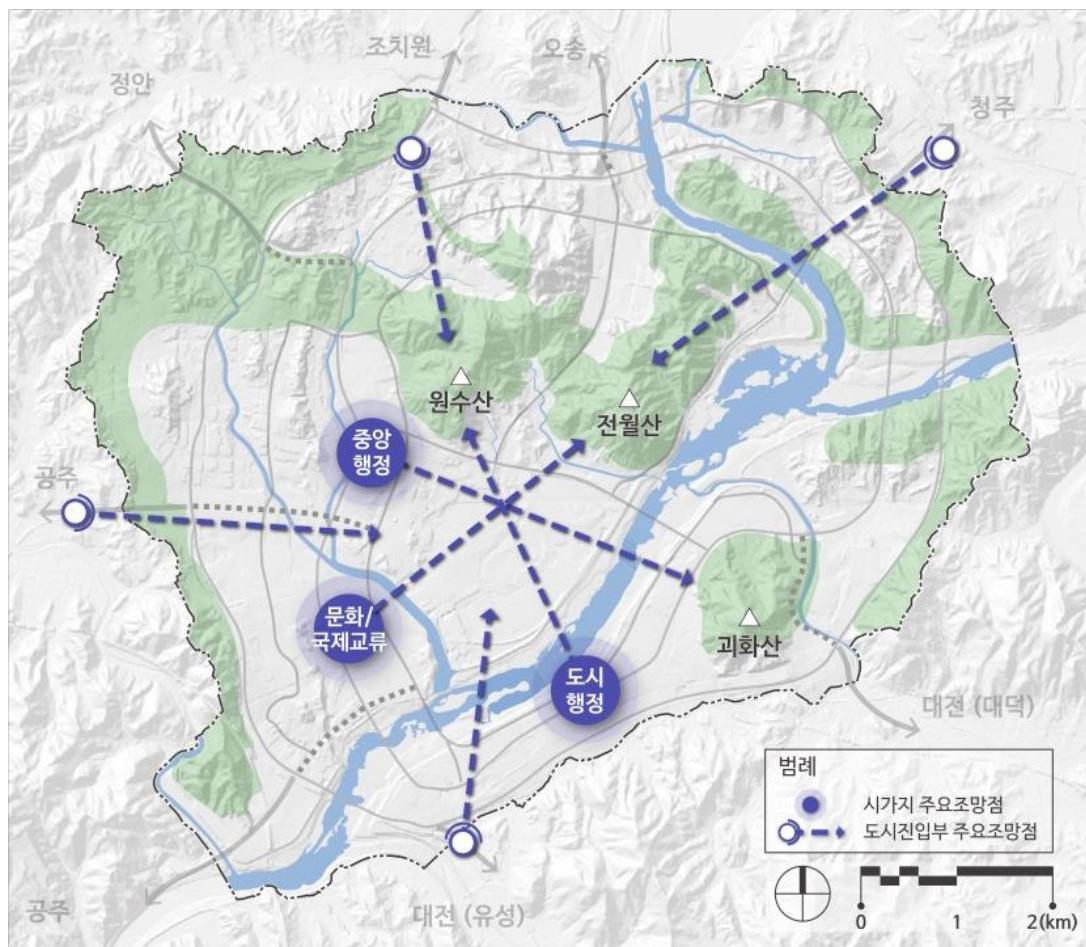 조치원
오송
정안
청주
원수산
전월산
중앙
행정
공주
문화/
국제교류
괴화산
도시
행정
대전 (대덕)
범례
시가지 주요조망점
도시진입부 주요조망점
공주
대전 (유성)
0 1 2(km)